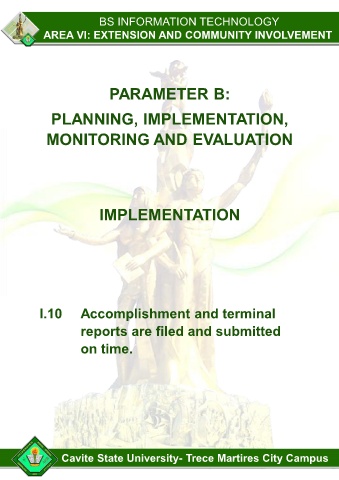 BS INFORMATION TECHNOLOGY
AREA VI: EXTENSION AND COMMUNITY INVOLVEMENT
PARAMETER B:
PLANNING, IMPLEMENTATION,
MONITORING AND EVALUATION
IMPLEMENTATION
I.10 Accomplishment and terminal
reports are filed and submitted
on time.
Cavite State University- Trece Martires City Campus